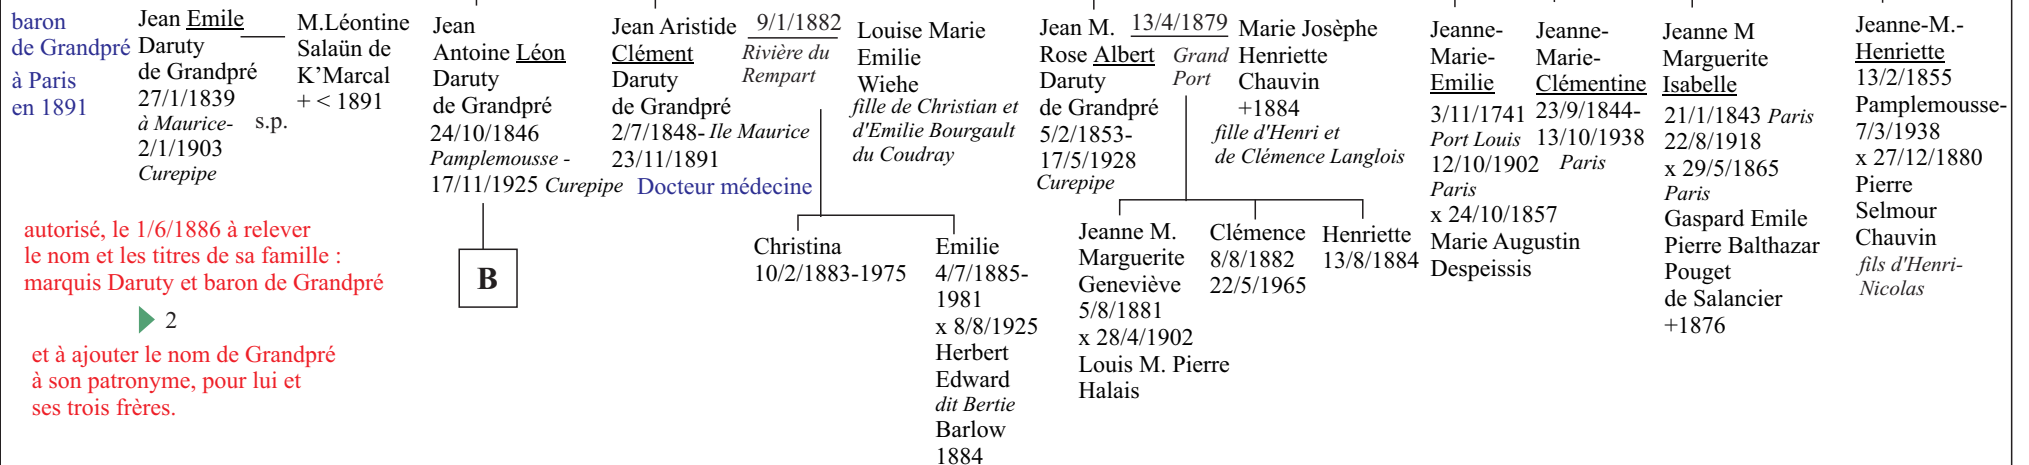 baron
de Grandpré
à Paris
en 1891
Jean Emile
Daruty
de Grandpré
27/1/1839
à Maurice-
2/1/1903
Curepipe
s.p.
M.Léontine
Salaün de
K'Marcal
+ < 1891
autorisé, le 1/6/1886 à relever
le nom et les titres de sa famille :
marquis Daruty et baron de Grandpré
2
et à ajouter le nom de Grandpré
à son patronyme, pour lui et
ses trois frères.
Jean
Antoine Léon
Daruty
de Grandpré
24/10/1846
Pamplemousse -
17/11/1925 Curepipe
B
Jean Aristide
Clément
Daruty
de Grandpré
2/7/1848- Ile Maurice
23/11/1891
Docteur médecine
9/1/1882
Rivière du
Rempart
Louise Marie
Emilie
Wiehe
fille de Christian et
d'Emilie Bourgault
du Coudray
Christina
10/2/1883-1975
Emilie
4/7/1885-
1981
x 8/8/1925
Herbert
Edward
dit Bertie
Barlow
1884
Jean M.
Rose Albert
Daruty
de Grandpré
5/2/1853-
17/5/1928
Curepipe
13/4/1879
Grand
Port
Marie Josèphe
Henriette
Chauvin
+1884
fille d'Henri et
de Clémence Langlois
Jeanne M.
Marguerite
Geneviève
5/8/1881
x 28/4/1902
Louis M. Pierre
Halais
Clémence
8/8/1882
22/5/1965
Henriette
13/8/1884
Jeanne-
Marie-
Emilie
3/11/1741
Port Louis
12/10/1902
Paris
x 24/10/1857
Marie Augustin
Despeissis
Jeanne-
Marie-
Clémentine
23/9/1844-
13/10/1938
Paris
Jeanne M
Marguerite
Isabelle
21/1/1843 Paris
22/8/1918
x 29/5/1865
Paris
Gaspard Emile
Pierre Balthazar
Pouget
de Salancier
+1876
Jeanne-M.-
Henriette
13/2/1855
Pamplemousse-
7/3/1938
x 27/12/1880
Pierre
Selmour
Chauvin
fils d'Henri-
Nicolas